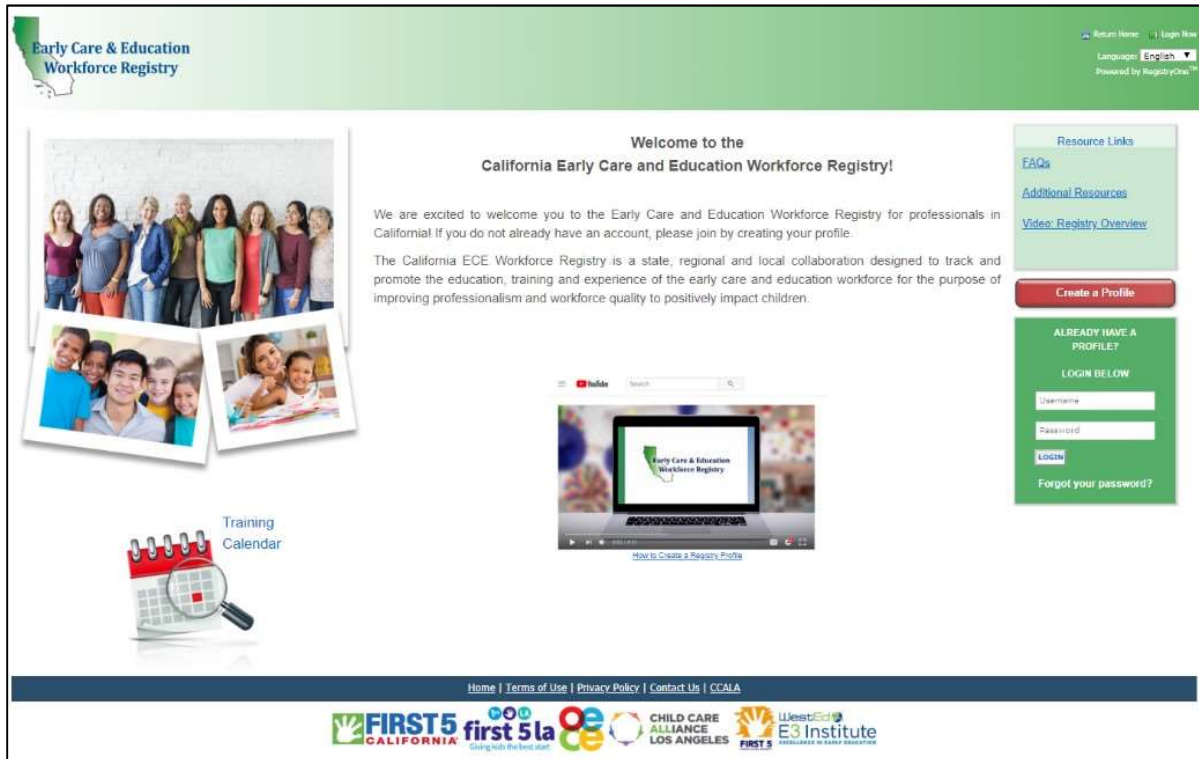 Early Care & Education
Workforce Registry
Return Home
Login Now
Language: English
Powered by RegistryOne™
Welcome to the
California Early Care and Education Workforce Registry!
We are excited to welcome you to the Early Care and Education Workforce Registry for professionals in
California! If you do not already have an account, please join by creating your profile.
The California ECE Workforce Registry is a state, regional and local collaboration designed to track and
promote the education, training and experience of the early care and education workforce for the purpose of
improving professionalism and workforce quality to positively impact children.
YouTube
Search
Early Care & Education
Workforce Registry
How to Create a Registry Profile
Training
Calendar
Resource Links
FAQs
Additional Resources
Video: Registry Overview
Create a Profile
ALREADY HAVE A
PROFILE?
LOGIN BELOW
Username
Password
LOGIN
Forgot your password?
Home | Terms of Use | Privacy Policy | Contact Us | CCALA
FIRST 5
CALIFORNIA
first 5 la
Giving kids the best start
CHILD CARE
ALLIANCE
LOS ANGELES
FIRST 5
WestEd
E3 Institute
EXCELLENCE IN EARLY EDUCATION